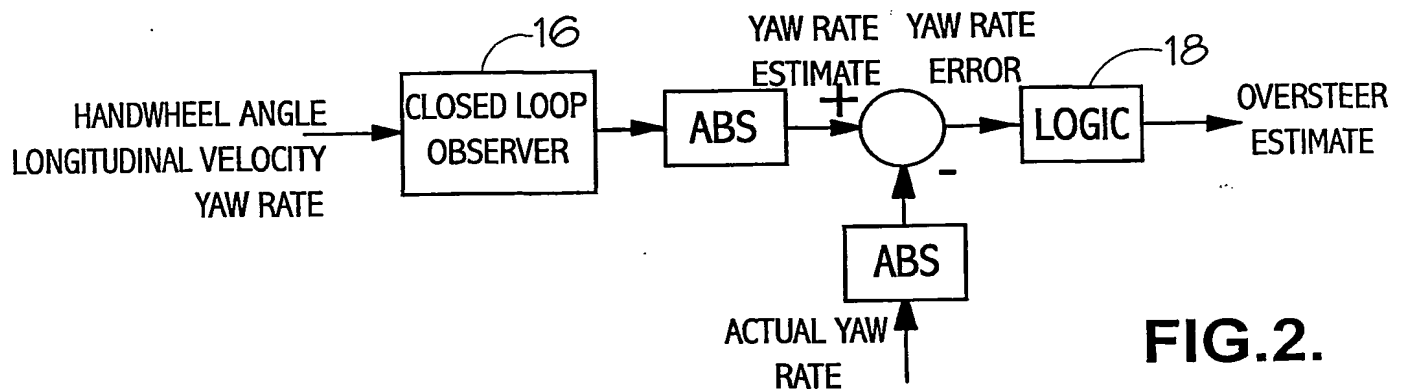 HANDWHEEL ANGLE
LONGITUDINAL VELOCITY
YAW RATE
16
CLOSED LOOP
OBSERVER
ABS
YAW RATE
ESTIMATE
+
YAW RATE
ERROR
-
ABS
ACTUAL YAW
RATE
18
LOGIC
OVERSTEER
ESTIMATE
FIG.2.